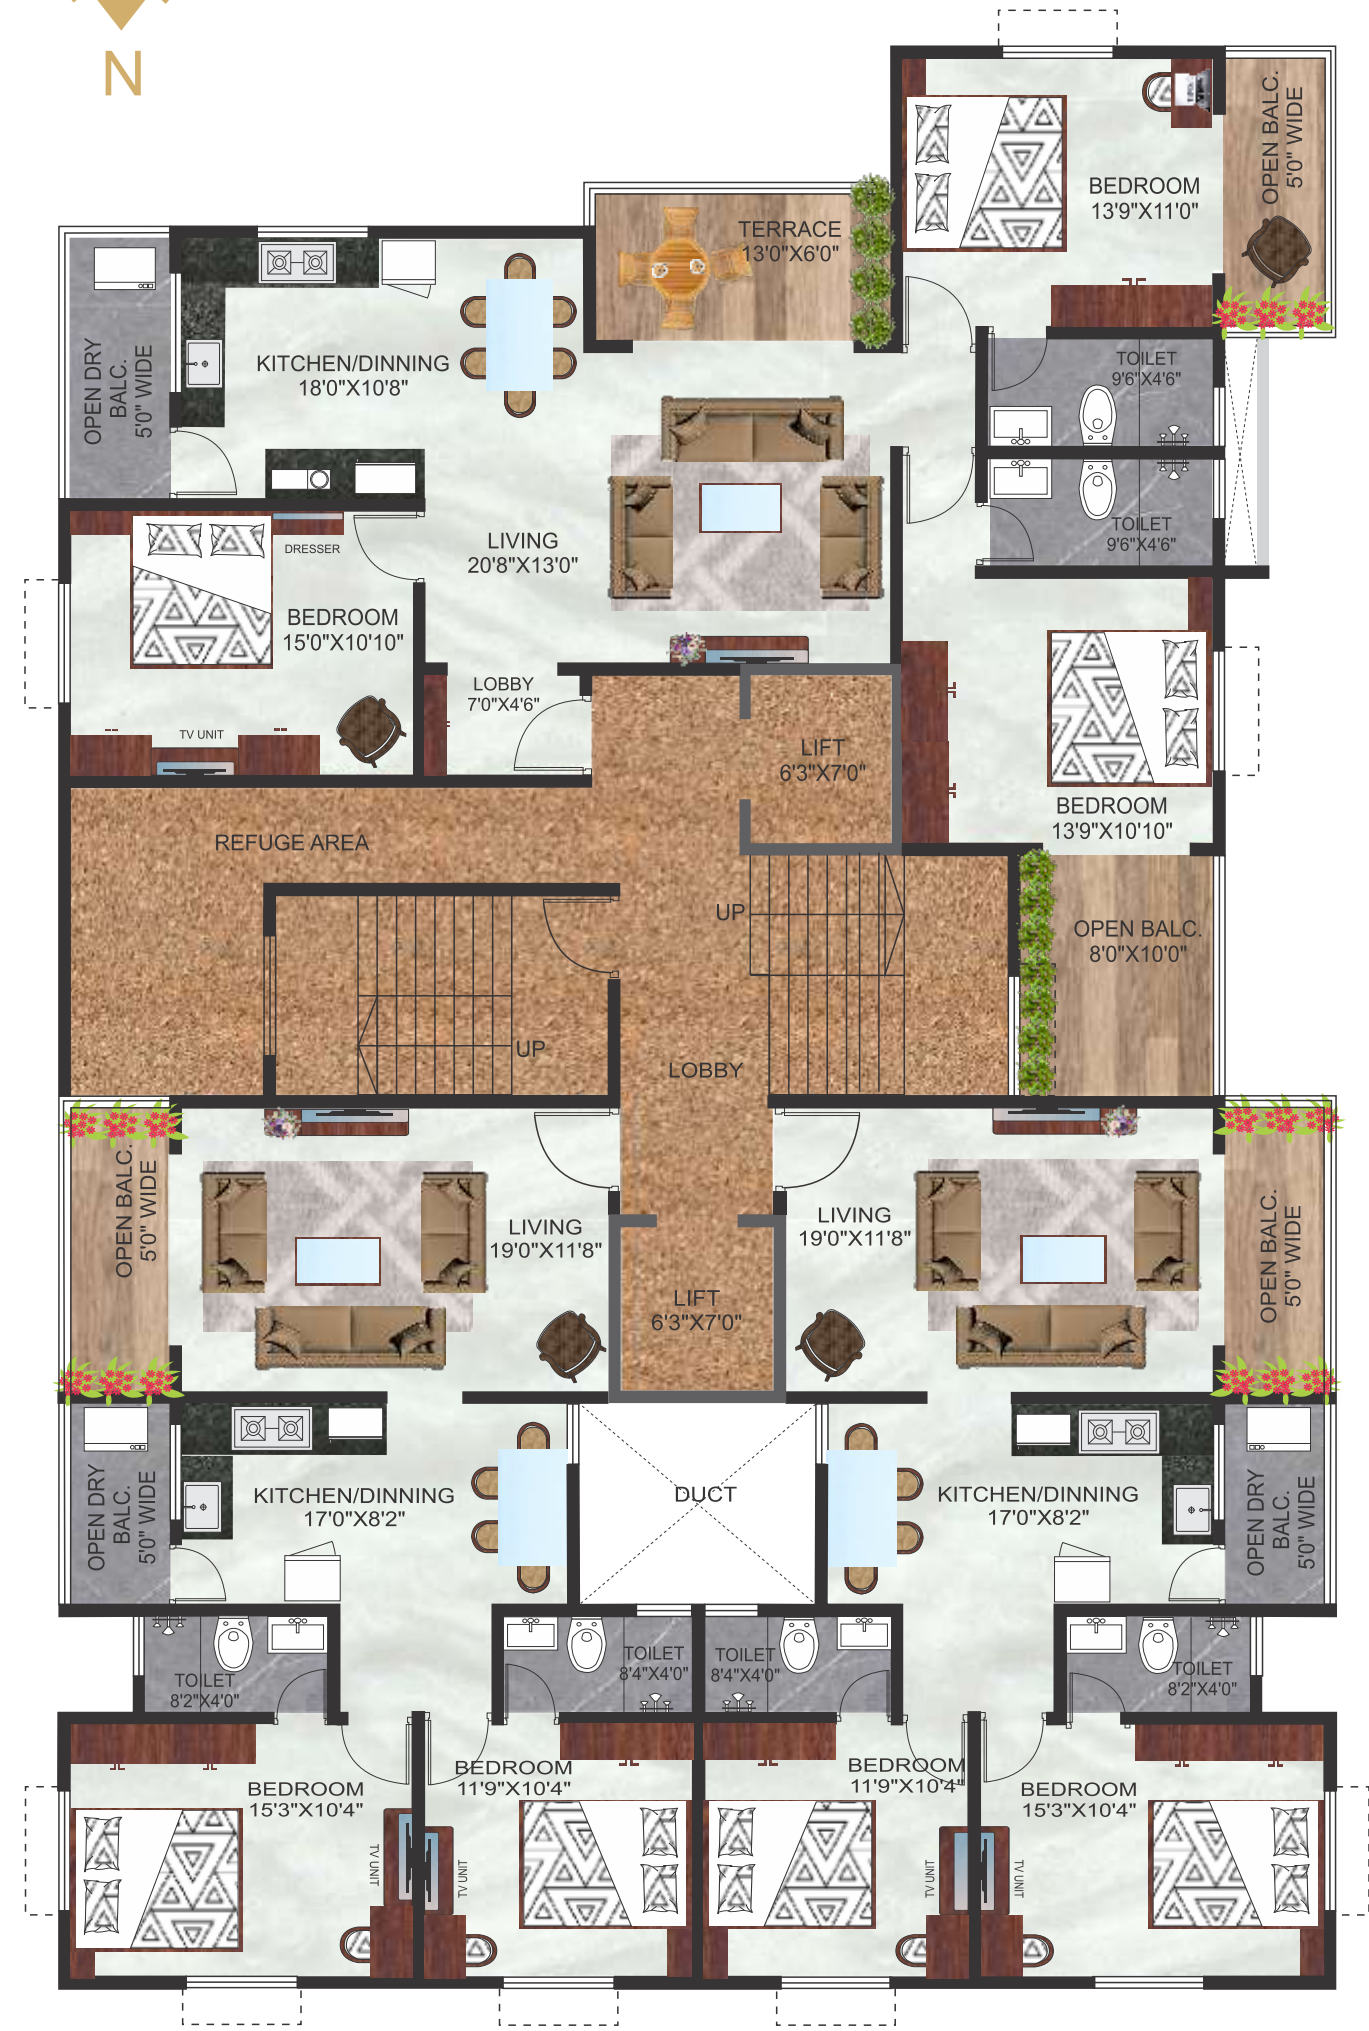 N
OPEN BALC.
5'0" WIDE
BEDROOM
13'9"X11'0"
TERRACE
13'0"X6'0"
OPEN DRY
BALC.
5'0" WIDE
KITCHEN/DINNING
18'0"X10'8"
TOILET
9'6"X4'6"
TOILET
9'6"X4'6"
DRESSER
LIVING
20'8"X13'0"
BEDROOM
15'0"X10'10"
LOBBY
7'0"X4'6"
TV UNIT
LIFT
6'3"X7'0"
BEDROOM
13'9"X10'10"
REFUGE AREA
UP
OPEN BALC.
8'0"X10'0"
UP
LOBBY
OPEN BALC.
5'0" WIDE
LIVING
19'0"X11'8"
LIVING
19'0"X11'8"
OPEN BALC.
5'0" WIDE
LIFT
6'3"X7'0"
OPEN DRY
BALC.
5'0" WIDE
KITCHEN/DINNING
17'0"X8'2"
DUCT
KITCHEN/DINNING
17'0"X8'2"
OPEN DRY
BALC.
5'0" WIDE
TOILET
8'2"X4'0"
TOILET
8'4"X4'0"
TOILET
8'4"X4'0"
TOILET
8'2"X4'0"
BEDROOM
15'3"X10'4"
BEDROOM
11'9"X10'4"
BEDROOM
11'9"X10'4"
BEDROOM
15'3"X10'4"
TV UNIT
TV UNIT
TV UNIT
TV UNIT